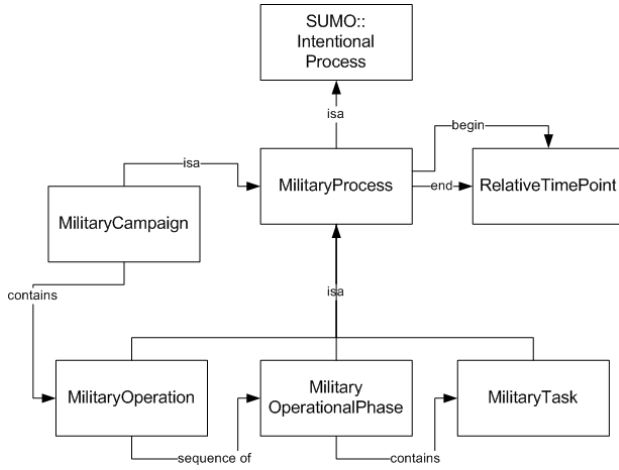 SUMO::
Intentional
Process
isa
begin
isa
MilitaryProcess
end
RelativeTimePoint
MilitaryCampaign
contains
isa
MilitaryOperation
Military
OperationalPhase
MilitaryTask
sequence of
contains